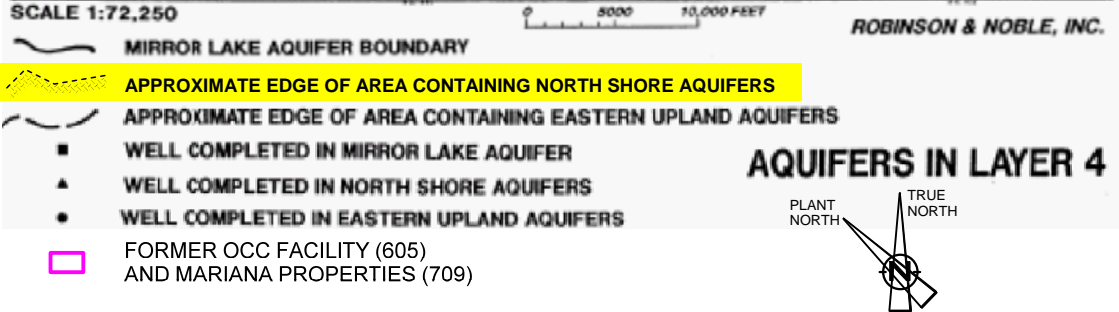 SCALE 1:72,250
0 5000 10,000 FEET
ROBINSON & NOBLE, INC.
MIRROR LAKE AQUIFER BOUNDARY
APPROXIMATE EDGE OF AREA CONTAINING NORTH SHORE AQUIFERS
APPROXIMATE EDGE OF AREA CONTAINING EASTERN UPLAND AQUIFERS
WELL COMPLETED IN MIRROR LAKE AQUIFER
WELL COMPLETED IN NORTH SHORE AQUIFERS
WELL COMPLETED IN EASTERN UPLAND AQUIFERS
AQUIFERS IN LAYER 4
PLANT
NORTH
TRUE
NORTH
N
FORMER OCC FACILITY (605)
AND MARIANA PROPERTIES (709)